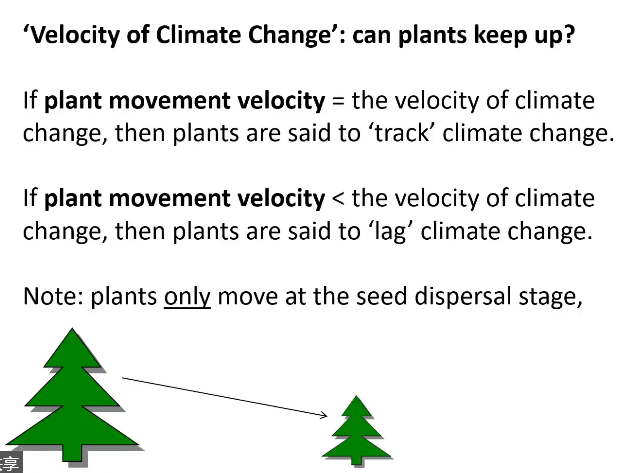 ‘Velocity of Climate Change’: can plants keep up?
If plant movement velocity = the velocity of climate
change, then plants are said to ‘track’ climate change.
If plant movement velocity < the velocity of climate
change, then plants are said to ‘lag’ climate change.
Note: plants only move at the seed dispersal stage,
享